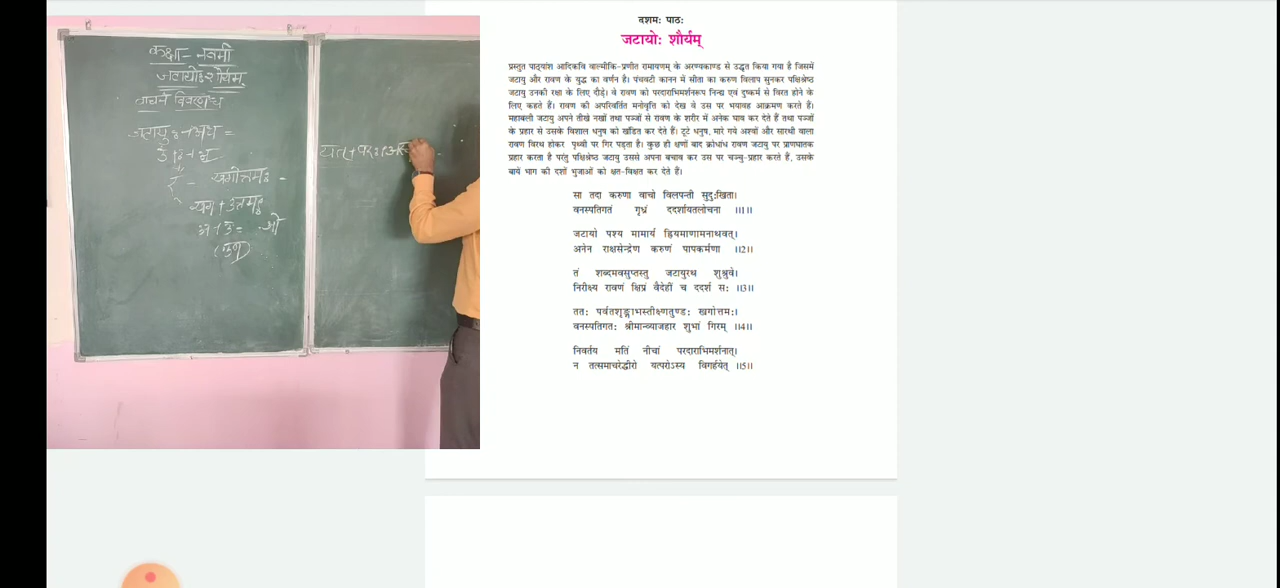 कक्षा - नवमी
जटायोः शौर्यम्
जटायुः + अथ =
उ + : + अ
र् - खगोत्तमः -
खग + उत्तमः
अ + उ = ओ
(गुण)
यत् + परः + अस्
दशमः पाठः
जटायोः शौर्यम्
प्रस्तुत पाठ्यांश आदिकवि वाल्मीकि-प्रणीत रामायणम् के अरण्यकाण्ड से उद्धृत किया गया है जिसमें
जटायु और रावण के युद्ध का वर्णन है। पंचवटी कानन में सीता का करुण विलाप सुनकर पक्षिश्रेष्ठ
जटायु उनकी रक्षा के लिए दौड़े। वे रावण को परदाराभिमर्शनरूप निन्द्य एवं दुष्कर्म से विरत होने के
लिए कहते हैं। रावण की अपरिवर्तित मनोवृत्ति को देख वे उस पर भयावह आक्रमण करते हैं।
महाबली जटायु अपने तीखे नखों तथा पञ्जों से रावण के शरीर में अनेक घाव कर देते हैं तथा पञ्जों
के प्रहार से उसके विशाल धनुष को खंडित कर देते हैं। टूटे धनुष, मारे गये अश्वों और सारथी वाला
रावण विरथ होकर पृथ्वी पर गिर पड़ता है। कुछ ही क्षणों बाद क्रोधांध रावण जटायु पर प्राणघातक
प्रहार करता है परंतु पक्षिश्रेष्ठ जटायु उससे अपना बचाव कर उस पर चञ्चु-प्रहार करते हैं, उसके
बायें भाग की दशों भुजाओं को क्षत-विक्षत कर देते हैं।
सा तदा करुणा वाचो विलपन्ती सुदुःखिता।
वनस्पतिगतं गृध्रं ददर्शायतलोचना ।।1।।
जटायो पश्य मामार्य ह्रियमाणामनाथवत्।
अनेन राक्षसेन्द्रेण करुणं पापकर्मणा ।।2।।
तं शब्दमवसुप्तस्तु जटायुरथ शुश्रुवे।
निरीक्ष्य रावणं क्षिप्रं वैदेहीं च ददर्श सः ।।3।।
ततः पर्वतशृङ्गाभस्तीक्ष्णतुण्डः खगोत्तमः।
वनस्पतिगतः श्रीमान्व्याजहार शुभां गिरम् ।।4।।
निवर्तय मतिं नीचां परदाराभिमर्शनात्।
न तत्समाचरेद्धीरो यत्परोऽस्य विगर्हयेत् ।।5।।